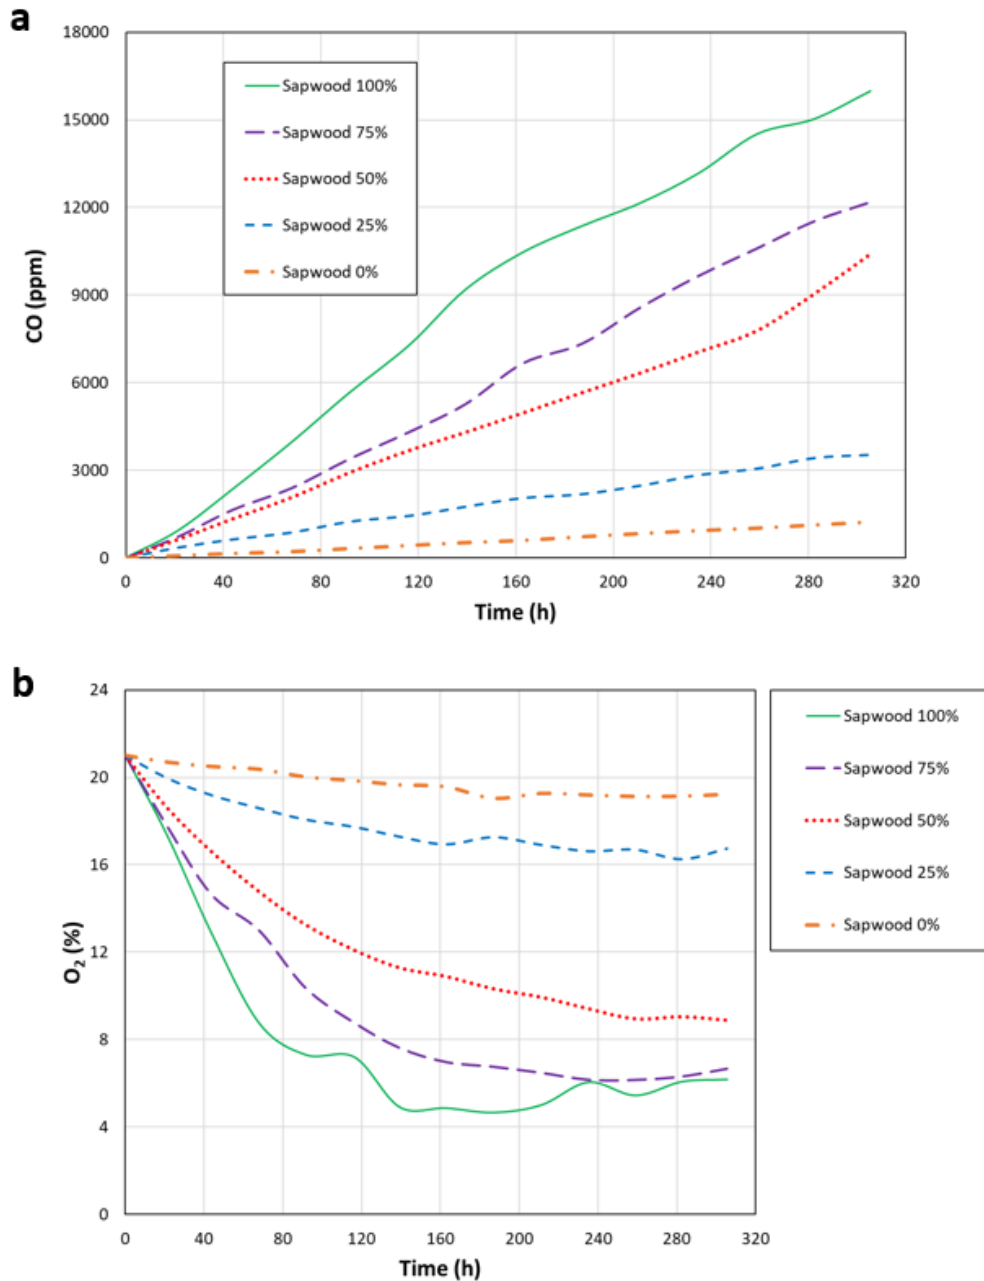 a
18000
15000
12000
9000
6000
3000
0
CO (ppm)
Sapwood 100%
Sapwood 75%
Sapwood 50%
Sapwood 25%
Sapwood 0%
0 40 80 120 160 200 240 280 320
Time (h)
b
24
20
16
12
8
4
0
O₂ (%)
0 40 80 120 160 200 240 280 320
Time (h)
Sapwood 100%
Sapwood 75%
Sapwood 50%
Sapwood 25%
Sapwood 0%